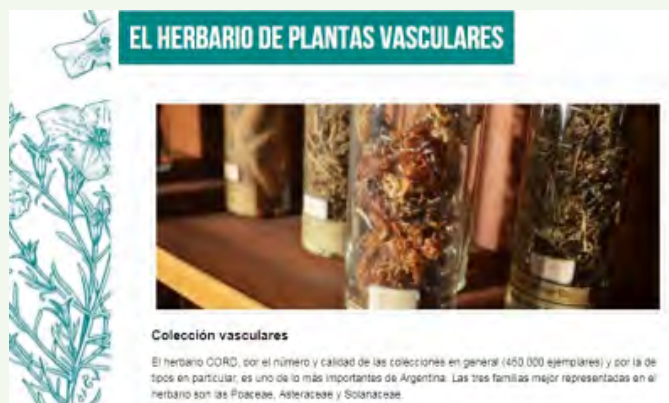 EL HERBARIO DE PLANTAS VASCULARES
Colección vasculares
El herbario CORD, por el número y calidad de las colecciones en general (450.000 ejemplares) y por la de
tipos en particular, es uno de lo más importantes de Argentina. Las tres familias mejor representadas en el
herbario son las Poaceae, Asteraceae y Solanaceae.